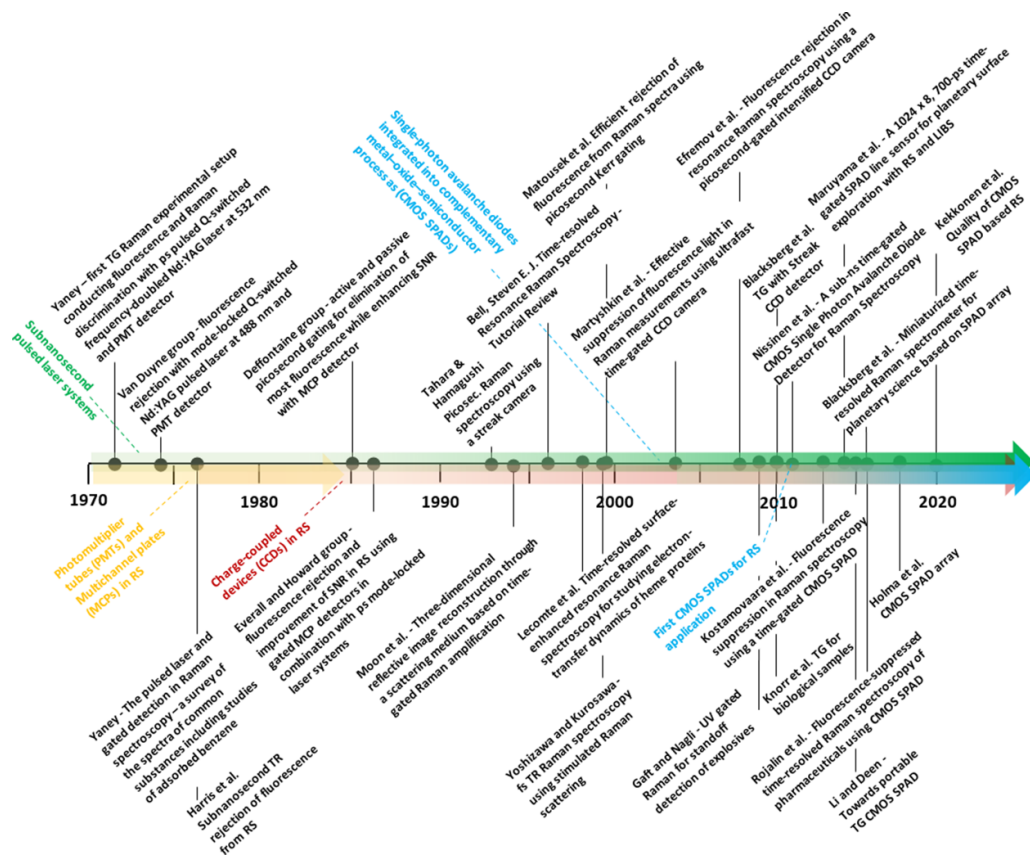 Yaney – first TG Raman experimental setup
conducting fluorescence and Raman
discrimination with ps pulsed Q-switched
frequency-doubled Nd:YAG laser at 532 nm
and PMT detector
Subnanosecond
pulsed laser systems
Van Duyne group - fluorescence
rejection with mode-locked Q-switched
Nd:YAG pulsed laser at 488 nm and
PMT detector
Deffontaine group - active and passive
picosecond gating for elimination of
most fluorescence while enhancing SNR
with MCP detector
Single-photon avalanche diodes
integrated into complementary
metal–oxide–semiconductor
process as (CMOS SPADs)
Tahara &
Hamagushi
Picosec. Raman
spectroscopy using
a streak camera
Bell, Steven E. J. Time-resolved
Resonance Raman Spectroscopy -
Tutorial Review
Matousek et al. Efficient rejection of
fluorescence from Raman spectra using
picosecond Kerr gating
Martyshkin et al. - Effective
suppression of fluorescence light in
Raman measurements using ultrafast
time-gated CCD camera
Efremov et al. - Fluorescence rejection in
resonance Raman spectroscopy using a
picosecond-gated intensified CCD camera
Blacksberg et al.
TG with Streak
CCD detector
Nissinen et al. - A sub-ns time-gated
CMOS Single Photon Avalanche Diode
Detector for Raman Spectroscopy
Maruyama et al. - A 1024 x 8, 700-ps time-
gated SPAD line sensor for planetary surface
exploration with RS and LIBS
Blacksberg et al. - Miniaturized time-
resolved Raman spectrometer for
planetary science based on SPAD array
Kekkonen et al.
Quality of CMOS
SPAD based RS
1970
1980
1990
2000
2010
2020
Photomultiplier
tubes (PMTs) and
Multichannel plates
(MCPs) in RS
Charge-coupled
devices (CCDs) in RS
Yaney - The pulsed laser and
gated detection in Raman
spectroscopy – a survey of
the spectra of common
substances including studies
of adsorbed benzene
Harris et al.
Subnanosecond TR
rejection of fluorescence
from RS
Everall and Howard group -
fluorescence rejection and
improvement of SNR in RS using
gated MCP detectors in
combination with ps mode-locked
laser systems
Moon et al. - Three-dimensional
reflective image reconstruction through
a scattering medium based on time-
gated Raman amplification
Lecomte et al. Time-resolved surface-
enhanced resonance Raman
spectroscopy for studying electron-
transfer dynamics of heme proteins
Yoshizawa and Kurosawa-
fs TR Raman spectroscopy
using stimulated Raman
scattering
First CMOS SPADs for RS
application
Gaft and Nagli - UV gated
Raman for standoff
detection of explosives
Knorr et al. TG for
biological samples
Kostamovaara et al. - Fluorescence
suppression in Raman spectroscopy
using a time-gated CMOS SPAD
Rojalin et al. - Fluorescence-suppressed
time-resolved Raman spectroscopy of
pharmaceuticals using CMOS SPAD
Li and Deen -
Towards portable
TG CMOS SPAD
Holma et al.
CMOS SPAD array